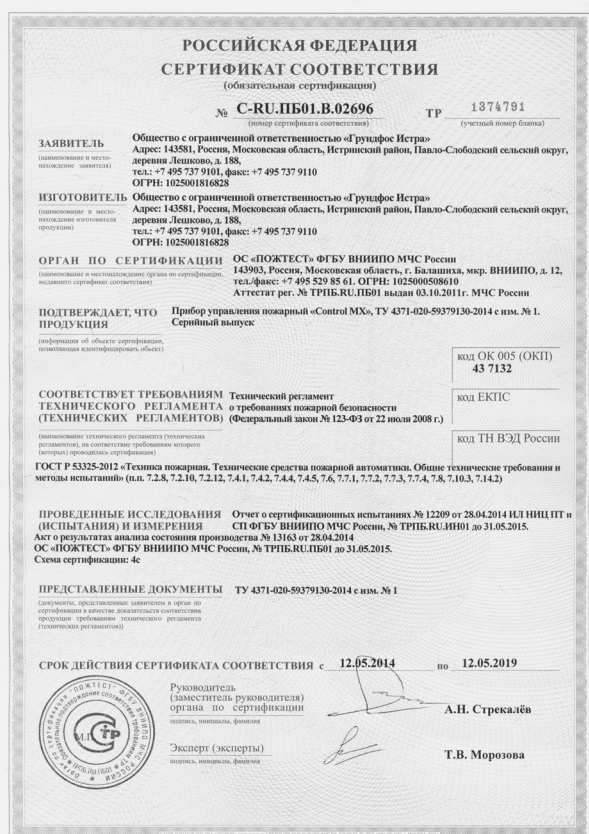 РОССИЙСКАЯ ФЕДЕРАЦИЯ
СЕРТИФИКАТ СООТВЕТСТВИЯ
(обязательная сертификация)
№ C-RU.ПБ01.В.02696 ТР 1374791
(номер сертификата соответствия) (учетный номер бланка)
ЗАЯВИТЕЛЬ
(наименование и место-
нахождение заявителя)
Общество с ограниченной ответственностью «Грундфос Истра»
Адрес: 143581, Россия, Московская область, Истринский район, Павло-Слободский сельский округ,
деревня Лешково, д. 188,
тел.: +7 495 737 9101, факс: +7 495 737 9110
ОГРН: 1025001816828
ИЗГОТОВИТЕЛЬ
(наименование и место-
нахождение изготовителя
продукции)
Общество с ограниченной ответственностью «Грундфос Истра»
Адрес: 143581, Россия, Московская область, Истринский район, Павло-Слободский сельский округ,
деревня Лешково, д. 188,
тел.: +7 495 737 9101, факс: +7 495 737 9110
ОГРН: 1025001816828
ОРГАН ПО СЕРТИФИКАЦИИ
(наименование и местонахождение органа по сертификации,
выдавшего сертификат соответствия)
ОС «ПОЖТЕСТ» ФГБУ ВНИИПО МЧС России
143903, Россия, Московская область, г. Балашиха, мкр. ВНИИПО, д. 12,
тел./факс: +7 495 529 85 61. ОГРН: 1025000508610
Аттестат рег. № ТРПБ.RU.ПБ01 выдан 03.10.2011г. МЧС России
ПОДТВЕРЖДАЕТ, ЧТО
ПРОДУКЦИЯ
(информация об объекте сертификации,
позволяющая идентифицировать объект)
Прибор управления пожарный «Control MX», ТУ 4371-020-59379130-2014 с изм. № 1.
Серийный выпуск
код ОК 005 (ОКП)
43 7132
СООТВЕТСТВУЕТ ТРЕБОВАНИЯМ
ТЕХНИЧЕСКОГО РЕГЛАМЕНТА
(ТЕХНИЧЕСКИХ РЕГЛАМЕНТОВ)
(наименование технического регламента (технических
регламентов), на соответствие требованиям которого
(которых) проводилась сертификация)
Технический регламент
о требованиях пожарной безопасности
(Федеральный закон № 123-ФЗ от 22 июля 2008 г.)
код ЕКПС
код ТН ВЭД России
ГОСТ Р 53325-2012 «Техника пожарная. Технические средства пожарной автоматики. Общие технические требования и
методы испытаний» (п.п. 7.2.8, 7.2.10, 7.2.12, 7.4.1, 7.4.2, 7.4.4, 7.4.5, 7.6, 7.7.1, 7.7.2, 7.7.3, 7.7.4, 7.8, 7.10.3, 7.14.2)
ПРОВЕДЕННЫЕ ИССЛЕДОВАНИЯ
(ИСПЫТАНИЯ) И ИЗМЕРЕНИЯ
Отчет о сертификационных испытаниях № 12209 от 28.04.2014 ИЛ НИЦ ПТ и
СП ФГБУ ВНИИПО МЧС России, № ТРПБ.RU.ИН01 до 31.05.2015.
Акт о результатах анализа состояния производства № 13163 от 28.04.2014
ОС «ПОЖТЕСТ» ФГБУ ВНИИПО МЧС России, № ТРПБ.RU.ПБ01 до 31.05.2015.
Схема сертификации: 4с
ПРЕДСТАВЛЕННЫЕ ДОКУМЕНТЫ
(документы, представленные заявителем в орган по
сертификации в качестве доказательств соответствия
продукции требованиям технического регламента
(технических регламентов))
ТУ 4371-020-59379130-2014 с изм. № 1
СРОК ДЕЙСТВИЯ СЕРТИФИКАТА СООТВЕТСТВИЯ с 12.05.2014 по 12.05.2019
Руководитель
(заместитель руководителя)
органа по сертификации
подпись, инициалы, фамилия
А.Н. Стрекалёв
Эксперт (эксперты)
подпись, инициалы, фамилия
Т.В. Морозова
М.П.
"ПОЖТЕСТ" ФГБУ ВНИИПО МЧС РОССИИ